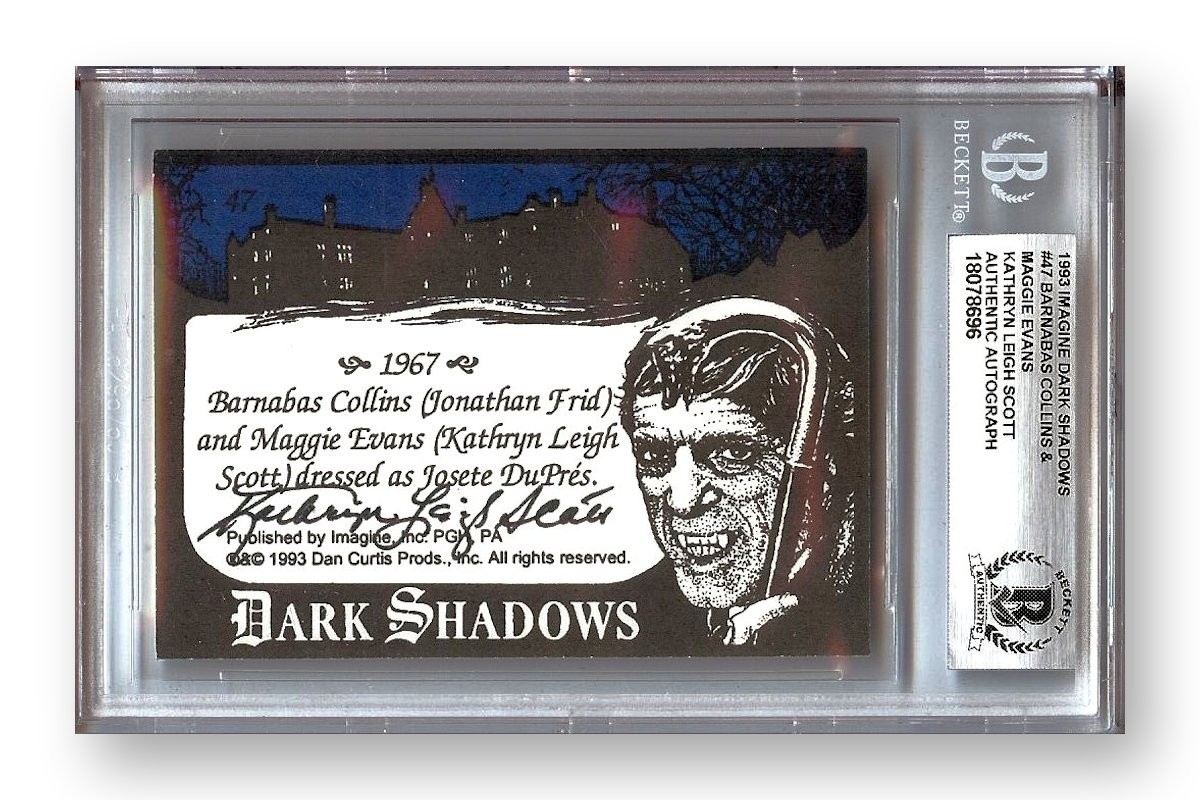 47
1967
Barnabas Collins (Jonathan Frid)
and Maggie Evans (Kathryn Leigh
Scott) dressed as Josete DuPrés.
Kathryn Leigh Scott
Published by Imagine, Inc. PGH, PA
®&© 1993 Dan Curtis Prods., Inc. All rights reserved.
DARK SHADOWS
B
BECKETT®
1993 IMAGINE DARK SHADOWS
#47 BARNABAS COLLINS &
MAGGIE EVANS
KATHRYN LEIGH SCOTT
AUTHENTIC AUTOGRAPH
18078696
BECKETT
B
AUTHENTIC